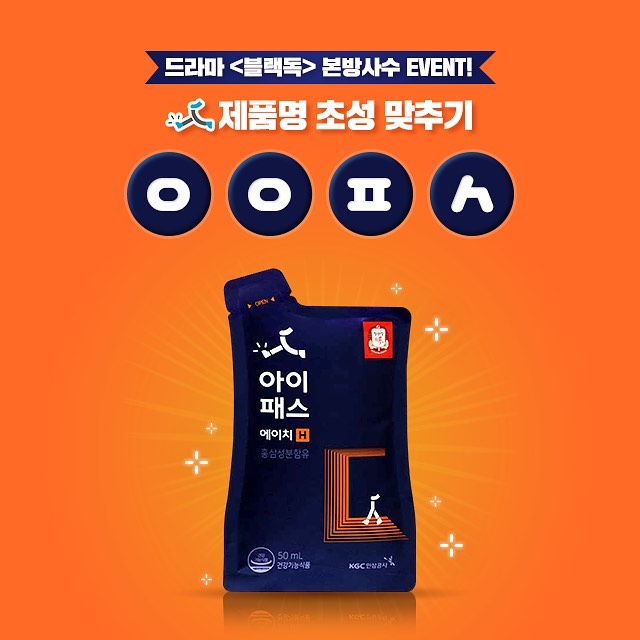 드라마 <블랙독> 본방사수 EVENT!
제품명 초성 맞추기
ㅇ ㅇ ㅍ ㅅ
OPEN
아이
패스
에이치 H
홍삼성분함유
50 mL
건강기능식품
KGC 인삼공사